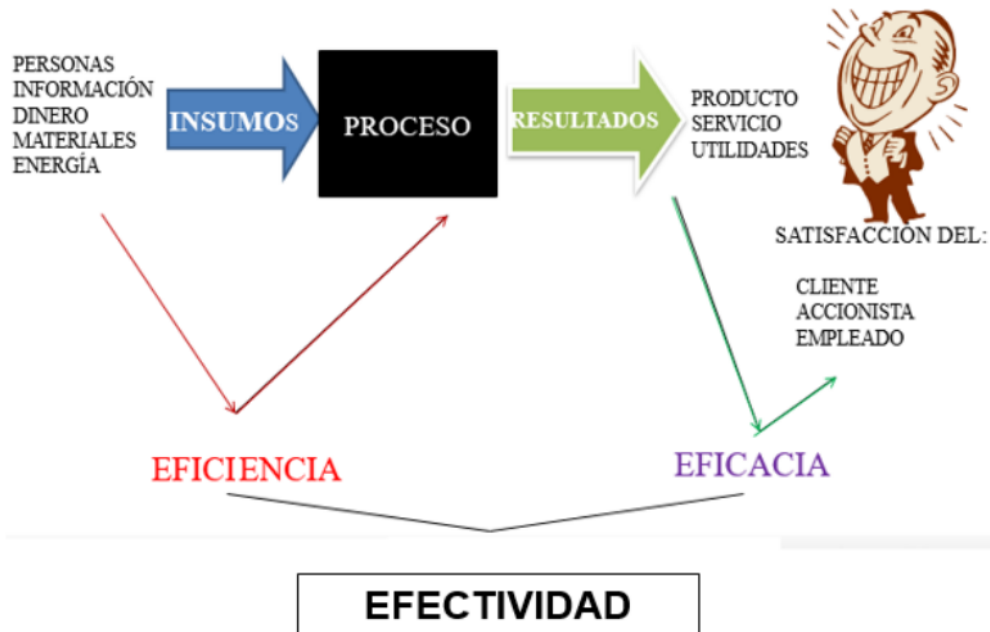 PERSONAS
INFORMACIÓN
DINERO
MATERIALES
ENERGÍA
INSUMOS
PROCESO
RESULTADOS
PRODUCTO
SERVICIO
UTILIDADES
SATISFACCIÓN DEL:
CLIENTE
ACCIONISTA
EMPLEADO
EFICIENCIA
EFICACIA
EFECTIVIDAD